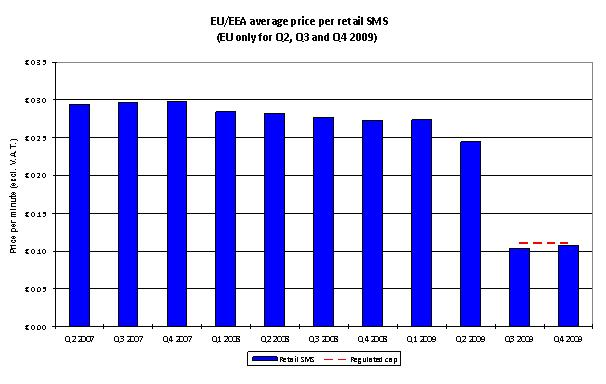 EU/EEA average price per retail SMS
(EU only for Q2, Q3 and Q4 2009)
Price per minute (excl. V.A.T.)
€0.35
€0.30
€0.25
€0.20
€0.15
€0.10
€0.05
€0.00
Q2 2007 Q3 2007 Q4 2007 Q1 2008 Q2 2008 Q3 2008 Q4 2008 Q1 2009 Q2 2009 Q3 2009 Q4 2009
Retail SMS Regulated cap